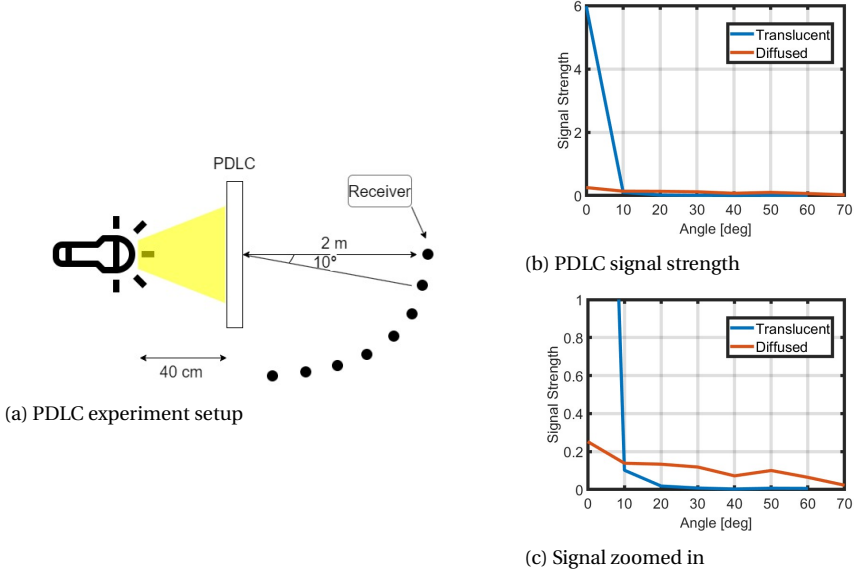 PDLC
Receiver
2 m
10°
40 cm
(a) PDLC experiment setup
6
4
2
0
Signal Strength
Translucent
Diffused
0 10 20 30 40 50 60 70
Angle [deg]
(b) PDLC signal strength
1
0.8
0.6
0.4
0.2
0
Signal Strength
Translucent
Diffused
0 10 20 30 40 50 60 70
Angle [deg]
(c) Signal zoomed in